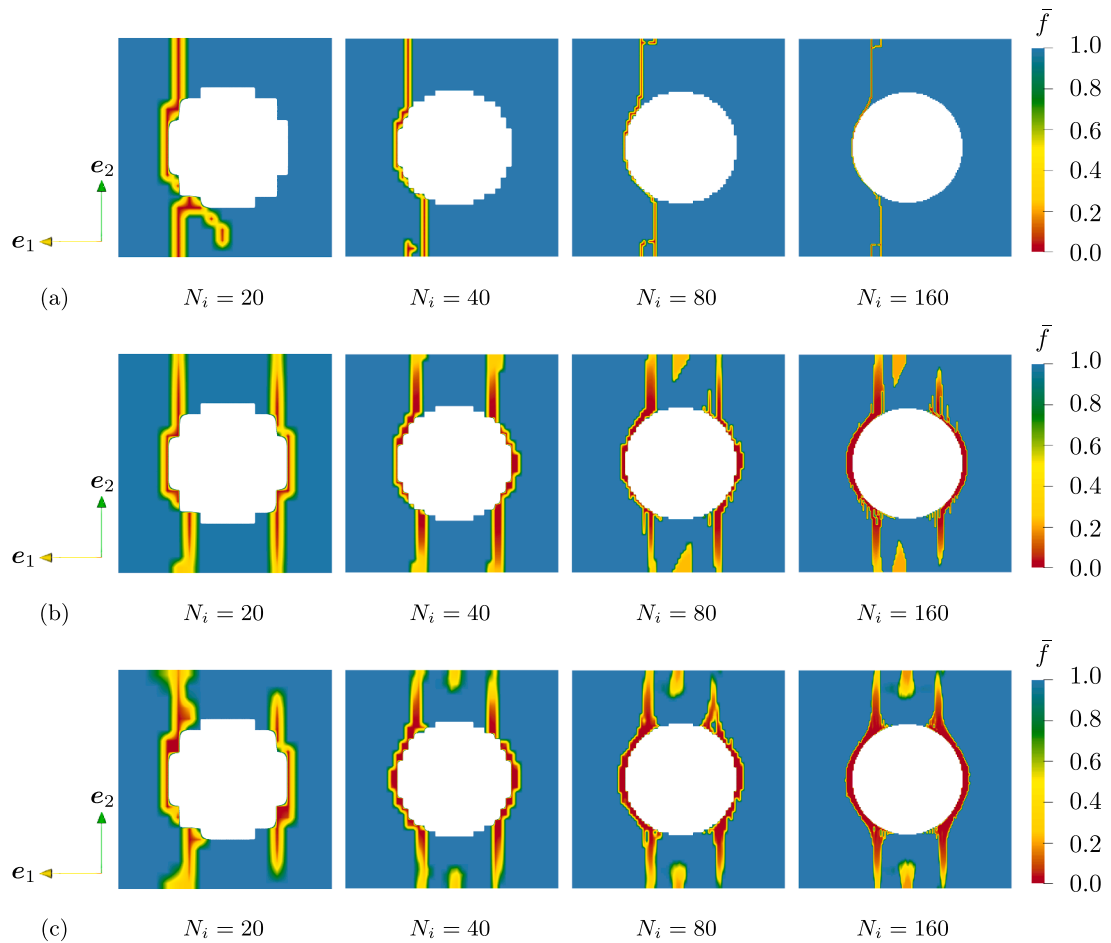 f̄
1.0
0.8
e₂
0.6
0.4
0.2
e₁
0.0
(a) Nᵢ = 20 Nᵢ = 40 Nᵢ = 80 Nᵢ = 160
f̄
1.0
0.8
e₂
0.6
0.4
0.2
e₁
0.0
(b) Nᵢ = 20 Nᵢ = 40 Nᵢ = 80 Nᵢ = 160
f̄
1.0
0.8
e₂
0.6
0.4
0.2
e₁
0.0
(c) Nᵢ = 20 Nᵢ = 40 Nᵢ = 80 Nᵢ = 160